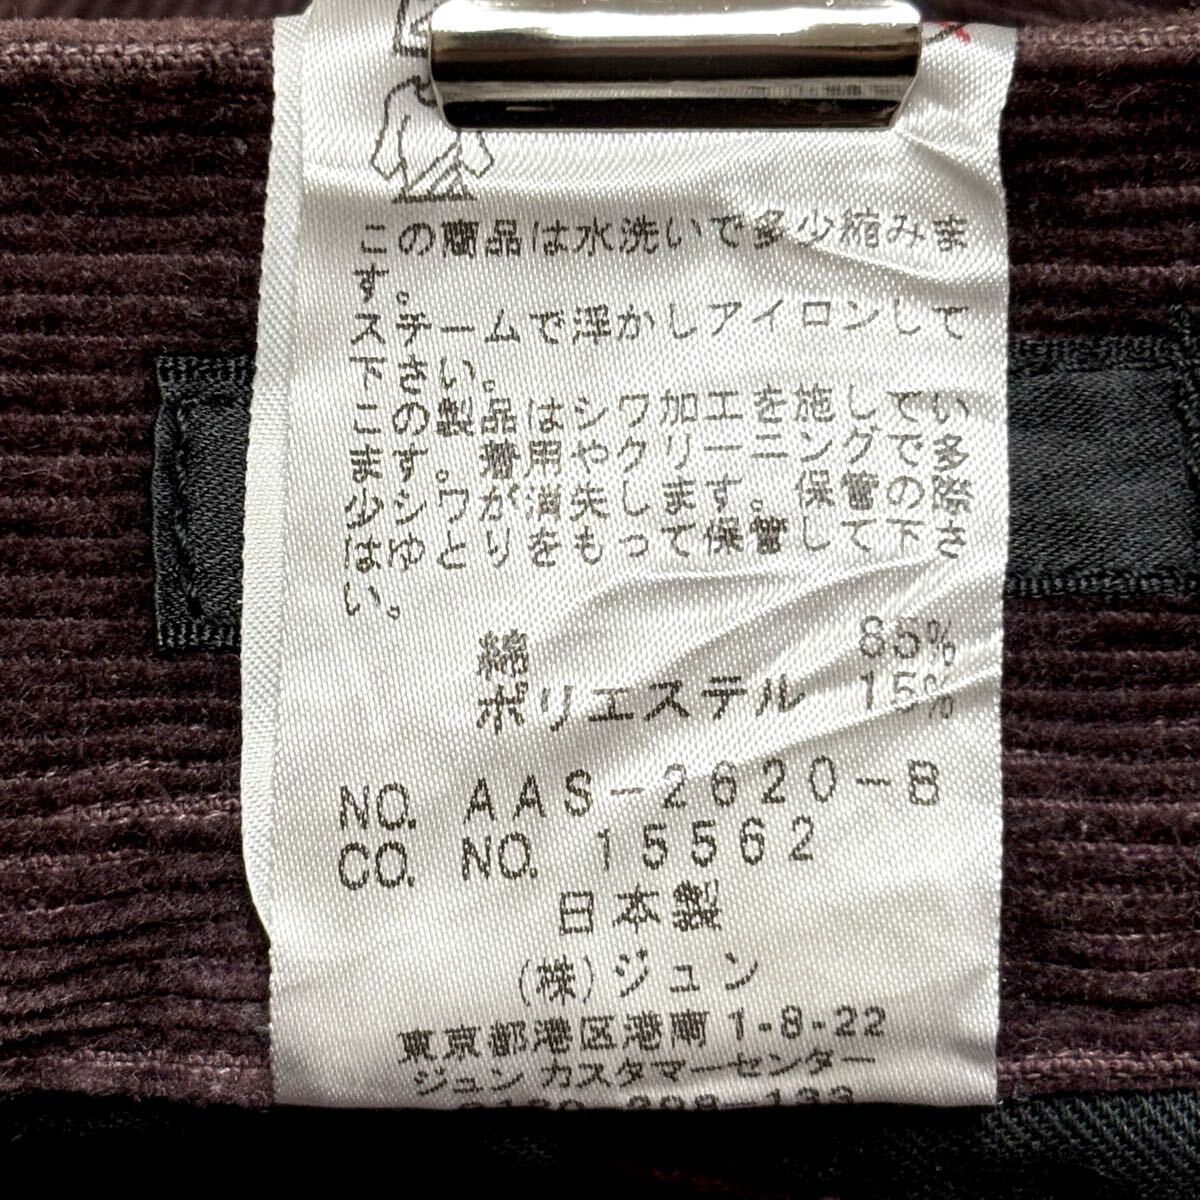 この商品は水洗いで多少縮みま
す。
スチームで浮かしアイロンして
下さい。
この製品はシワ加工を施してい
ます。着用やクリーニングで多
少シワが消失します。保管の際
はゆとりをもって保管して下さ
い。
綿 85%
ポリエステル 15%
NO. AAS-2620-B
CO. NO. 15562
日本製
(株)ジュン
東京都港区港南1-8-22
ジュン カスタマーセンター